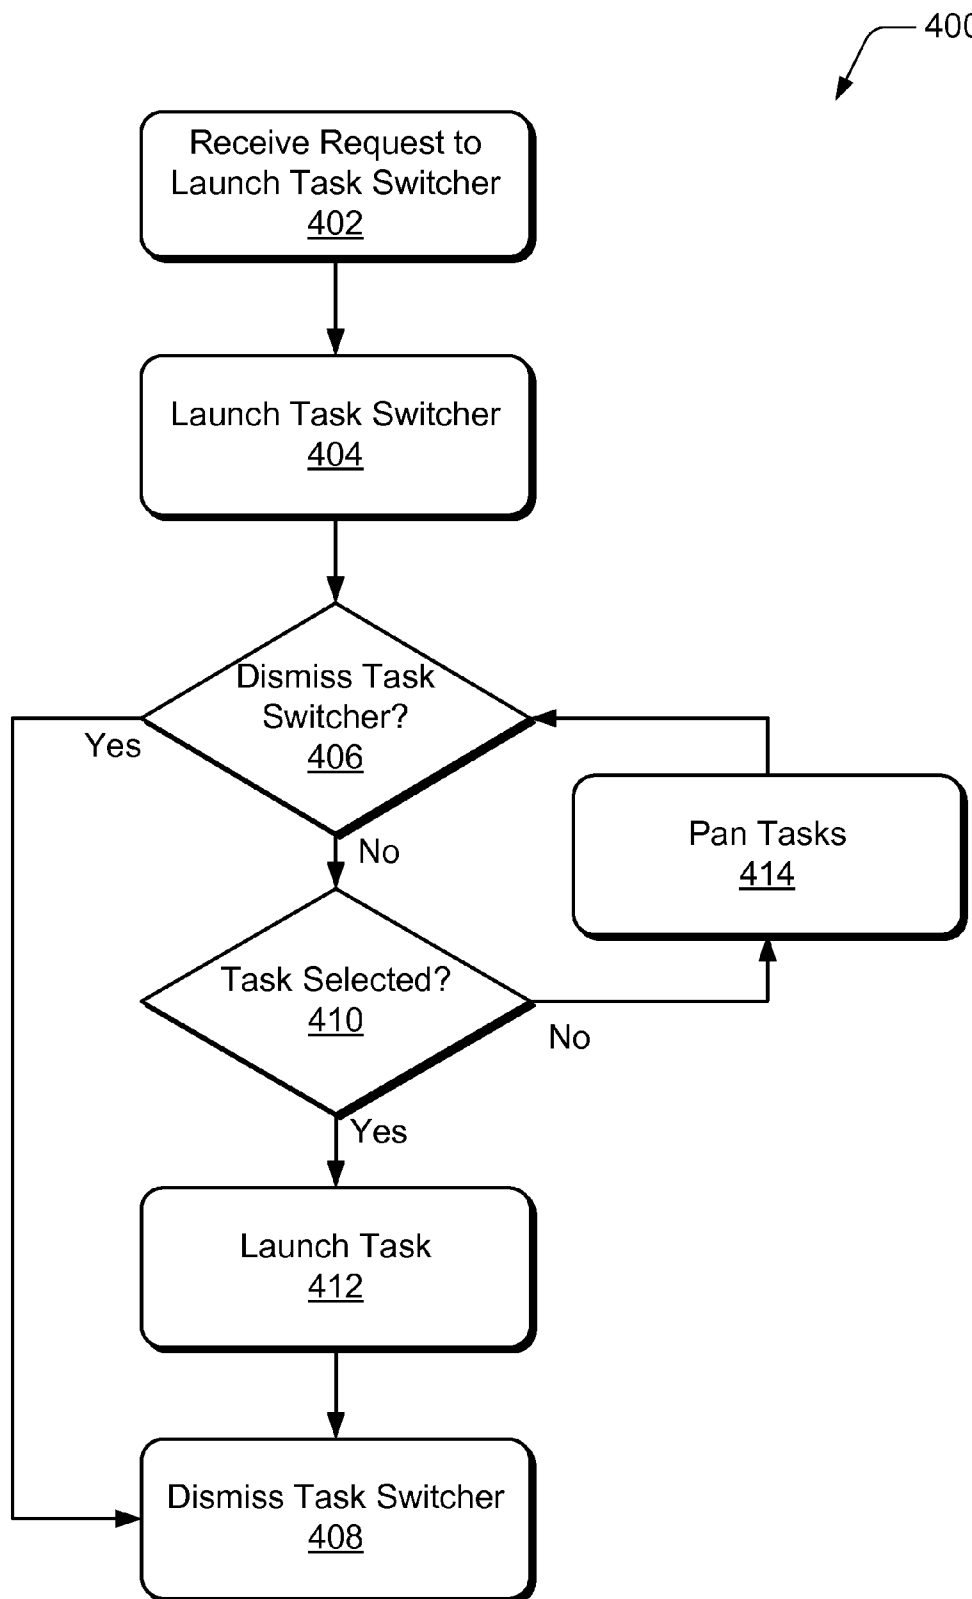 400
Receive Request to
Launch Task Switcher
402
Launch Task Switcher
404
Dismiss Task
Switcher?
406
Yes
No
Pan Tasks
414
Task Selected?
410
No
Yes
Launch Task
412
Dismiss Task Switcher
408